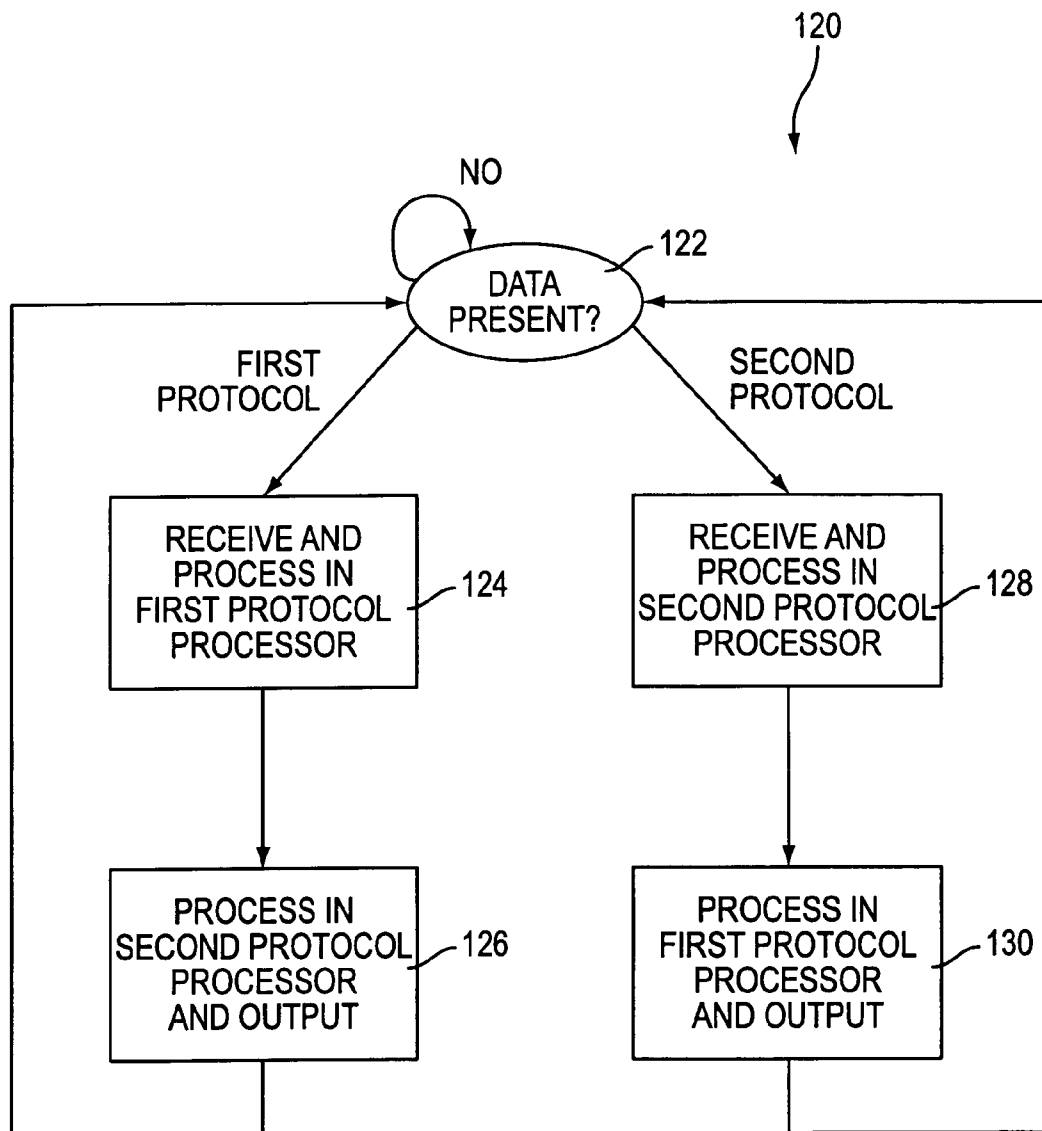 120
NO
122
DATA
PRESENT?
FIRST
PROTOCOL
SECOND
PROTOCOL
RECEIVE AND
PROCESS IN
FIRST PROTOCOL
PROCESSOR
124
RECEIVE AND
PROCESS IN
SECOND PROTOCOL
PROCESSOR
128
PROCESS IN
SECOND PROTOCOL
PROCESSOR
AND OUTPUT
126
PROCESS IN
FIRST PROTOCOL
PROCESSOR
AND OUTPUT
130